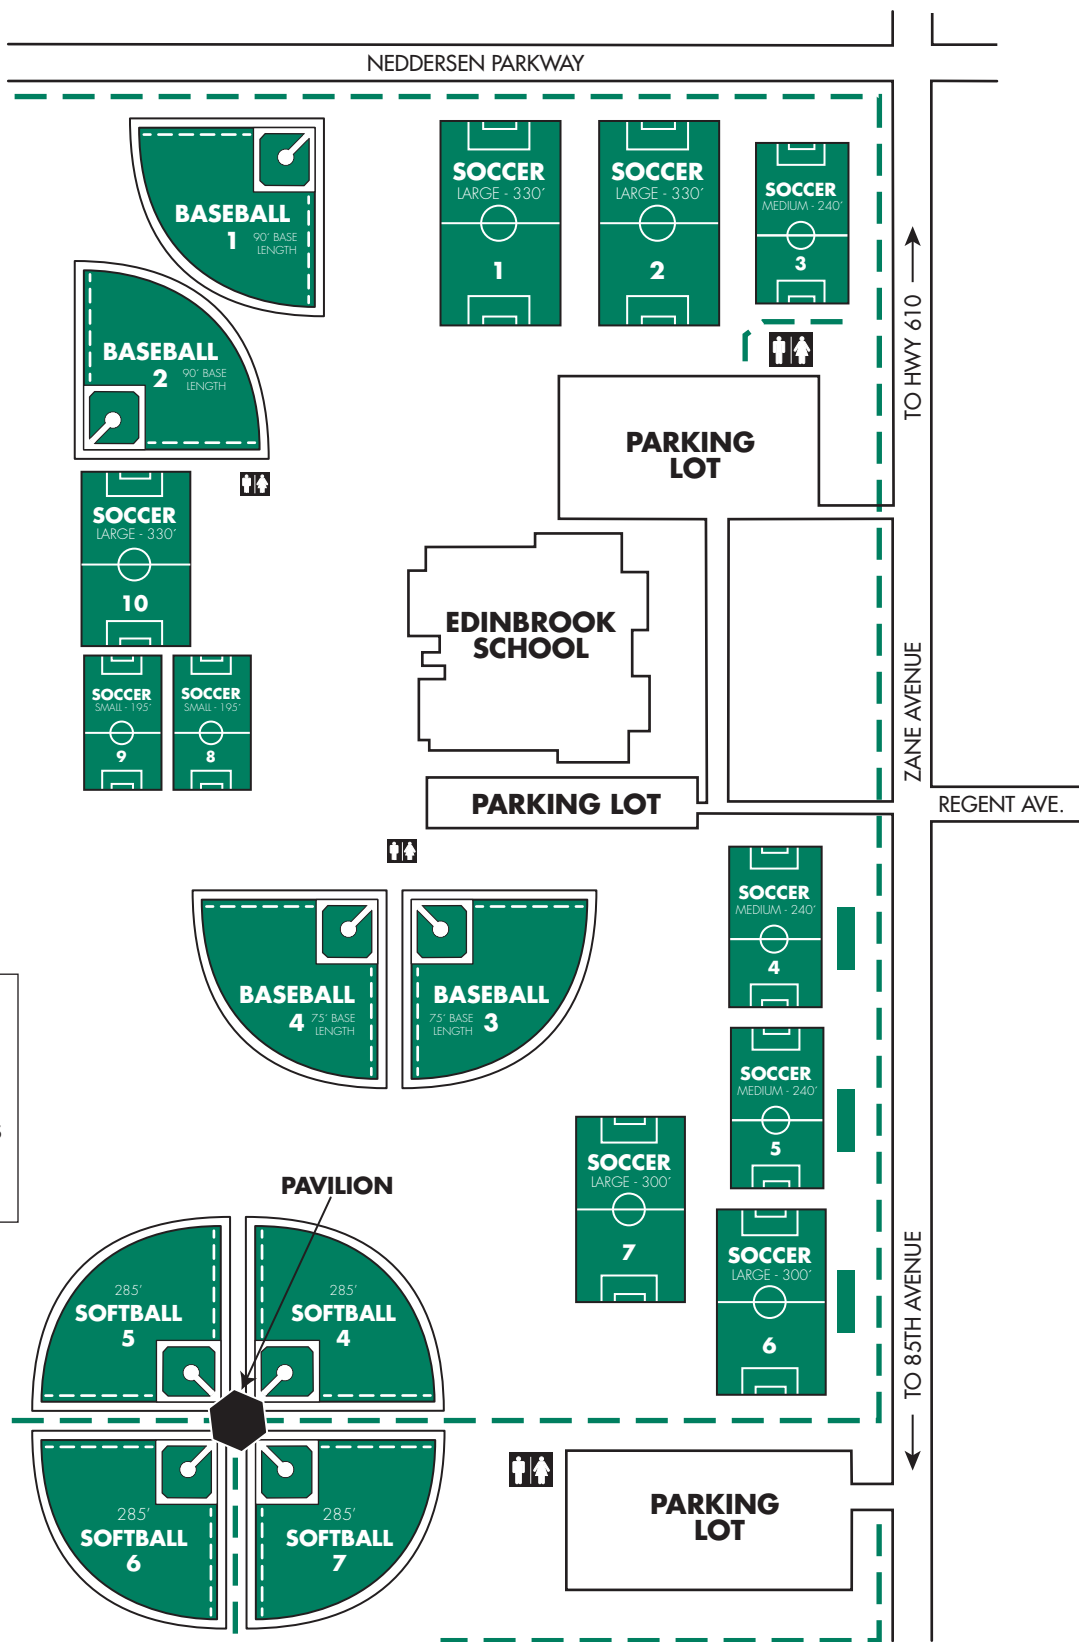 NEDDERSEN PARKWAY
BASEBALL
1
90' BASE
LENGTH
SOCCER
LARGE - 330'
1
SOCCER
LARGE - 330'
2
SOCCER
MEDIUM - 240'
3
BASEBALL
2
90' BASE
LENGTH
TO HWY 610
PARKING
LOT
SOCCER
LARGE - 330'
10
EDINBROOK
SCHOOL
SOCCER
SMALL - 195'
9
SOCCER
SMALL - 195'
8
ZANE AVENUE
PARKING LOT
REGENT AVE.
SOCCER
MEDIUM - 240'
4
BASEBALL
4
75' BASE
LENGTH
BASEBALL
75' BASE
LENGTH
3
SOCCER
MEDIUM - 240'
5
SOCCER
LARGE - 300'
7
PAVILION
SOCCER
LARGE - 300'
6
TO 85TH AVENUE
285'
SOFTBALL
5
285'
SOFTBALL
4
285'
SOFTBALL
6
285'
SOFTBALL
7
PARKING
LOT